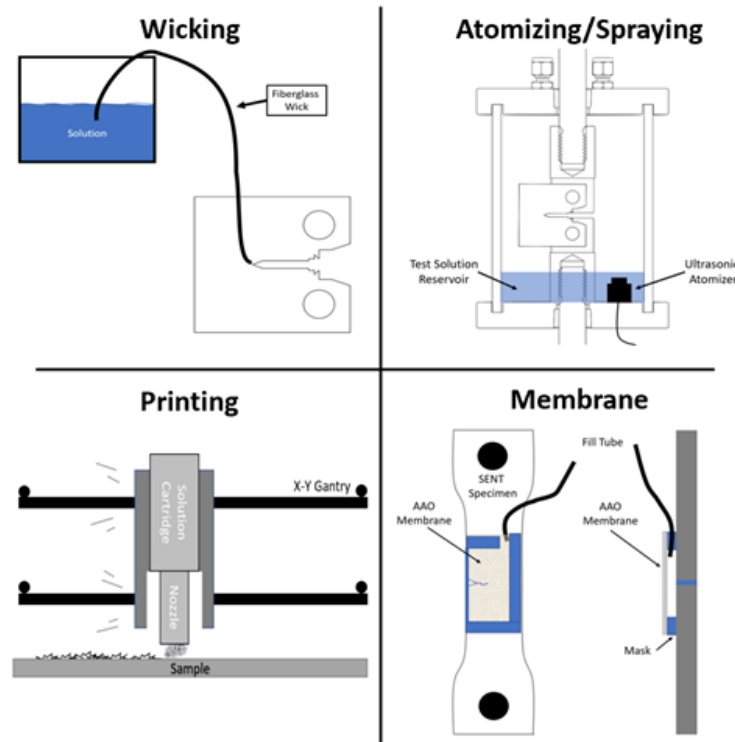 Wicking
Fiberglass
Wick
Solution
Atomizing/Spraying
Test Solution
Reservoir
Ultrasonic
Atomizer
Printing
X-Y Gantry
Solution
Cartridge
Nozzle
Sample
Membrane
Fill Tube
SENT
Specimen
AAO
Membrane
AAO
Membrane
Mask